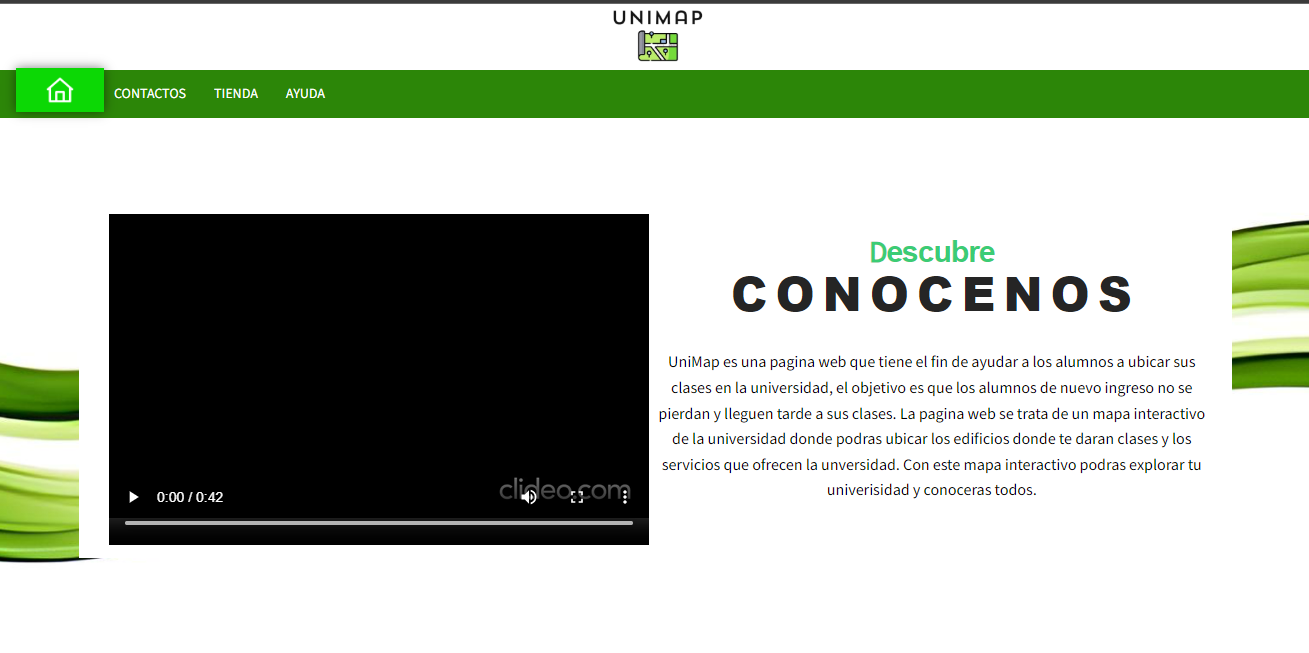 UNIMAP
CONTACTOS TIENDA AYUDA
Descubre
CONOCENOS
UniMap es una pagina web que tiene el fin de ayudar a los alumnos a ubicar sus
clases en la universidad, el objetivo es que los alumnos de nuevo ingreso no se
pierdan y lleguen tarde a sus clases. La pagina web se trata de un mapa interactivo
de la universidad donde podras ubicar los edificios donde te daran clases y los
servicios que ofrecen la unversidad. Con este mapa interactivo podras explorar tu
univerisidad y conoceras todos.
clideo.com
0:00 / 0:42